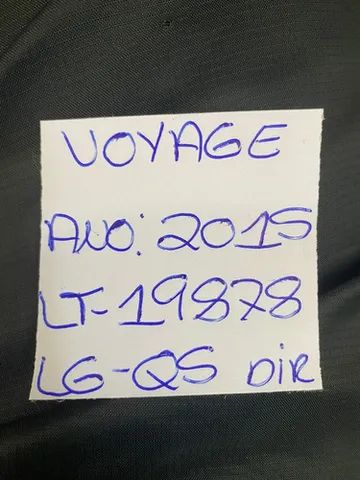 VOYAGE
ANO: 2015
LT-19878
LG-QS DIR